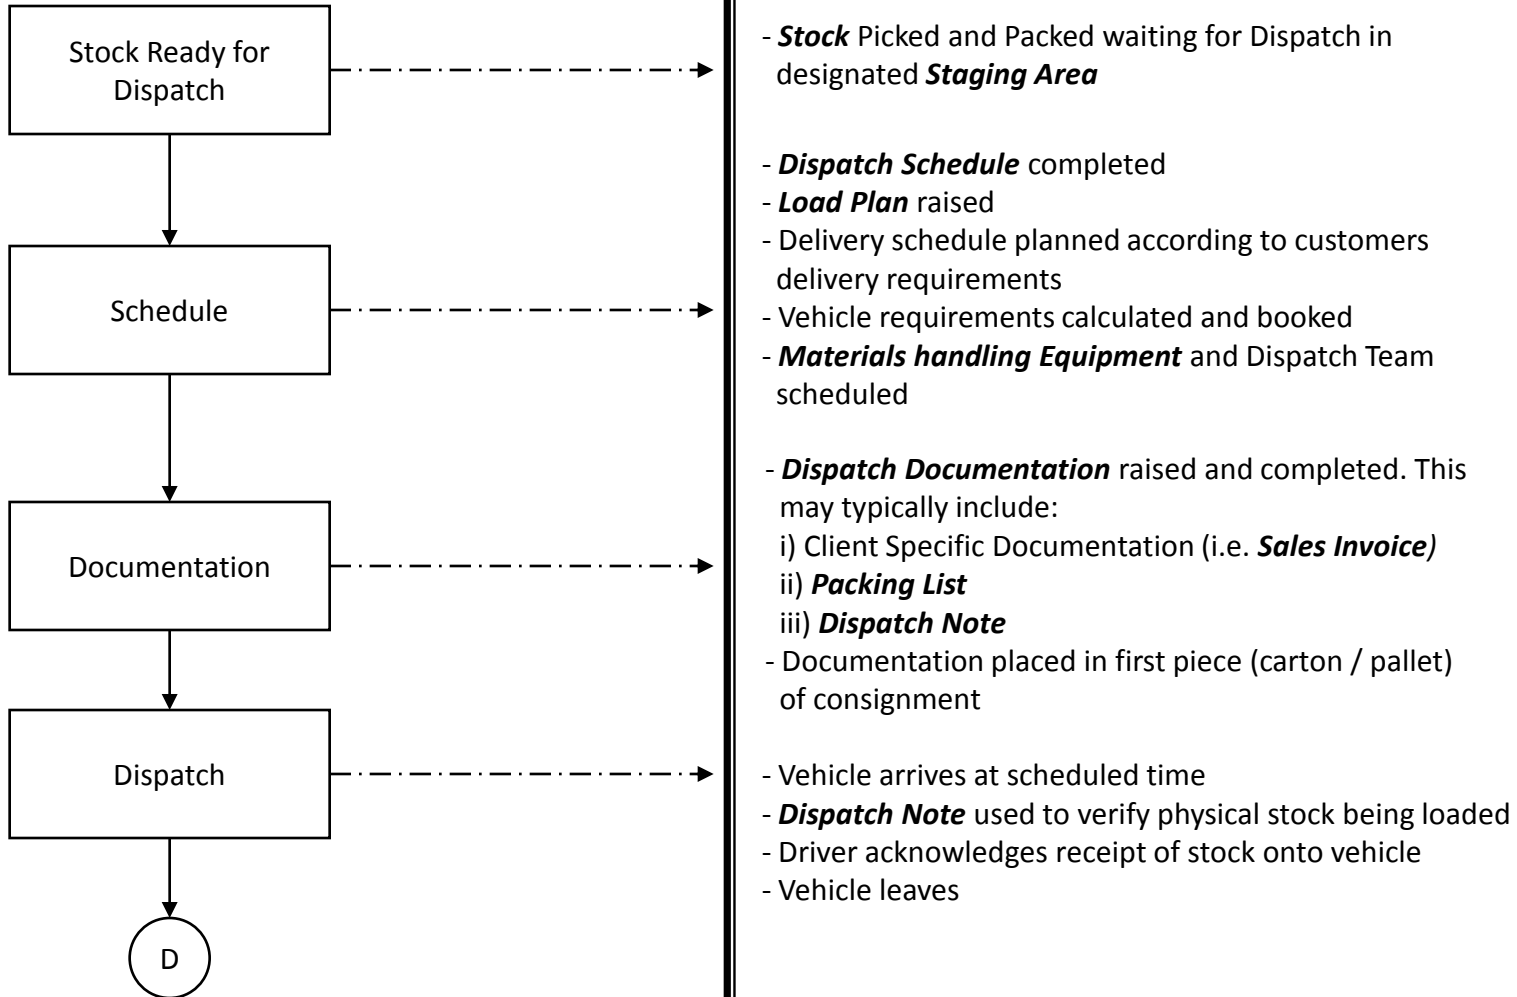 Stock Ready for
Dispatch
- Stock Picked and Packed waiting for Dispatch in
designated Staging Area
Schedule
- Dispatch Schedule completed
- Load Plan raised
- Delivery schedule planned according to customers
delivery requirements
- Vehicle requirements calculated and booked
- Materials handling Equipment and Dispatch Team
scheduled
Documentation
- Dispatch Documentation raised and completed. This
may typically include:
i) Client Specific Documentation (i.e. Sales Invoice)
ii) Packing List
iii) Dispatch Note
- Documentation placed in first piece (carton / pallet)
of consignment
Dispatch
- Vehicle arrives at scheduled time
- Dispatch Note used to verify physical stock being loaded
- Driver acknowledges receipt of stock onto vehicle
- Vehicle leaves
D